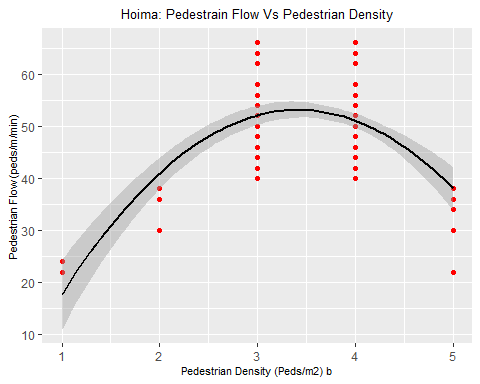 Hoima: Pedestrain Flow Vs Pedestrian Density
Pedestrian Flow (peds/m/min)
60
50
40
30
20
10
1 2 3 4 5
Pedestrian Density (Peds/m2) b